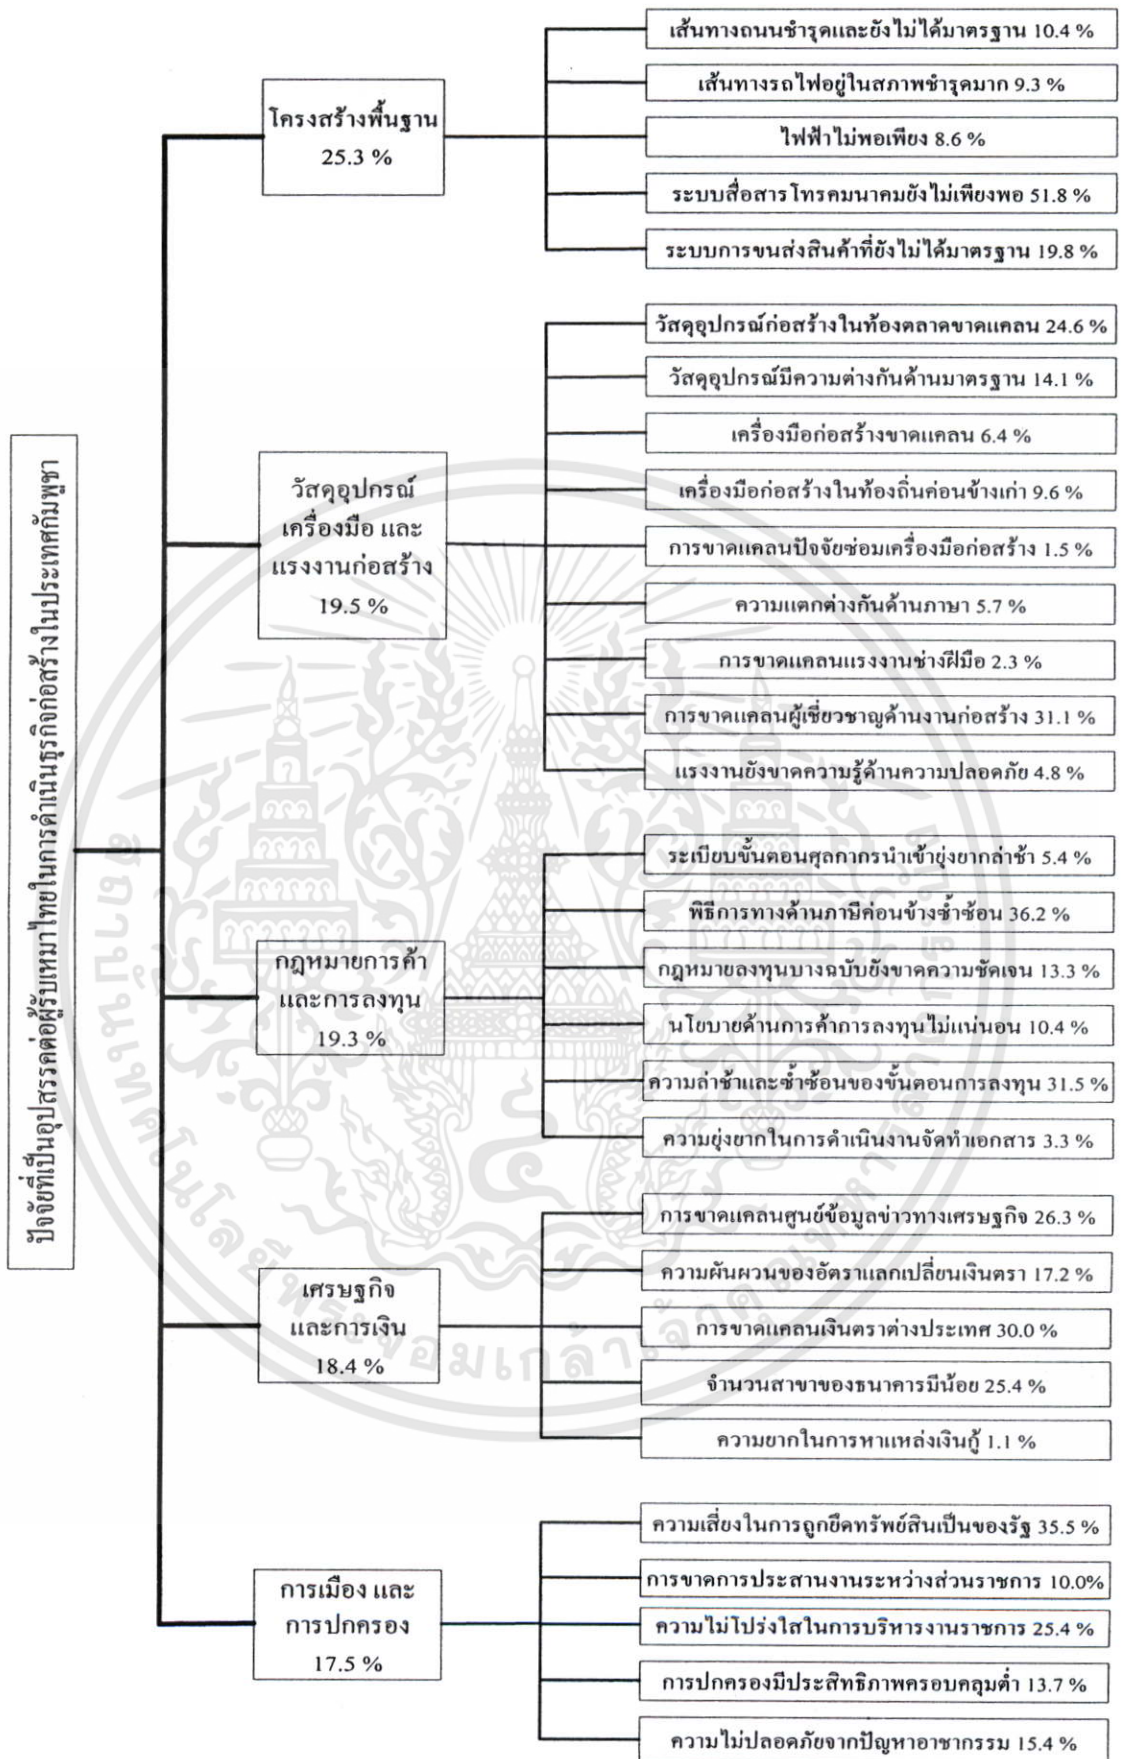 ปัจจัยที่เป็นอุปสรรคต่อผู้รับเหมาไทยในการดำเนินธุรกิจก่อสร้างในประเทศกัมพูชา
โครงสร้างพื้นฐาน
25.3 %
เส้นทางถนนชำรุดและยังไม่ได้มาตรฐาน 10.4 %
เส้นทางรถไฟอยู่ในสภาพชำรุดมาก 9.3 %
ไฟฟ้าไม่พอเพียง 8.6 %
ระบบสื่อสารโทรคมนาคมยังไม่เพียงพอ 51.8 %
ระบบการขนส่งสินค้าที่ยังไม่ได้มาตรฐาน 19.8 %
วัสดุอุปกรณ์
เครื่องมือ และ
แรงงานก่อสร้าง
19.5 %
วัสดุอุปกรณ์ก่อสร้างในท้องตลาดขาดแคลน 24.6 %
วัสดุอุปกรณ์มีความต่างกันด้านมาตรฐาน 14.1 %
เครื่องมือก่อสร้างขาดแคลน 6.4 %
เครื่องมือก่อสร้างในท้องถิ่นค่อนข้างเก่า 9.6 %
การขาดแคลนปัจจัยซ่อมเครื่องมือก่อสร้าง 1.5 %
ความแตกต่างกันด้านภาษา 5.7 %
การขาดแคลนแรงงานช่างฝีมือ 2.3 %
การขาดแคลนผู้เชี่ยวชาญด้านงานก่อสร้าง 31.1 %
แรงงานยังขาดความรู้ด้านความปลอดภัย 4.8 %
กฎหมายการค้า
และการลงทุน
19.3 %
ระเบียบขั้นตอนศุลกากรนำเข้ายุ่งยากล่าช้า 5.4 %
พิธีการทางด้านภาษีค่อนข้างซ้ำซ้อน 36.2 %
กฎหมายลงทุนบางฉบับยังขาดความชัดเจน 13.3 %
นโยบายด้านการค้าการลงทุนไม่แน่นอน 10.4 %
ความล่าช้าและซ้ำซ้อนของขั้นตอนการลงทุน 31.5 %
ความยุ่งยากในการดำเนินงานจัดทำเอกสาร 3.3 %
เศรษฐกิจ
และการเงิน
18.4 %
การขาดแคลนศูนย์ข้อมูลข่าวทางเศรษฐกิจ 26.3 %
ความผันผวนของอัตราแลกเปลี่ยนเงินตรา 17.2 %
การขาดแคลนเงินตราต่างประเทศ 30.0 %
จำนวนสาขาของธนาคารมีน้อย 25.4 %
ความยากในการหาแหล่งเงินกู้ 1.1 %
การเมือง และ
การปกครอง
17.5 %
ความเสี่ยงในการถูกยึดทรัพย์สินเป็นของรัฐ 35.5 %
การขาดการประสานงานระหว่างส่วนราชการ 10.0%
ความไม่โปร่งใสในการบริหารงานราชการ 25.4 %
การปกครองมีประสิทธิภาพครอบคลุมต่ำ 13.7 %
ความไม่ปลอดภัยจากปัญหาอาชากรรม 15.4 %
สถาบันเทคโนโลยีพระจอมเกล้าเจ้าคุณทหารลาดกระบัง